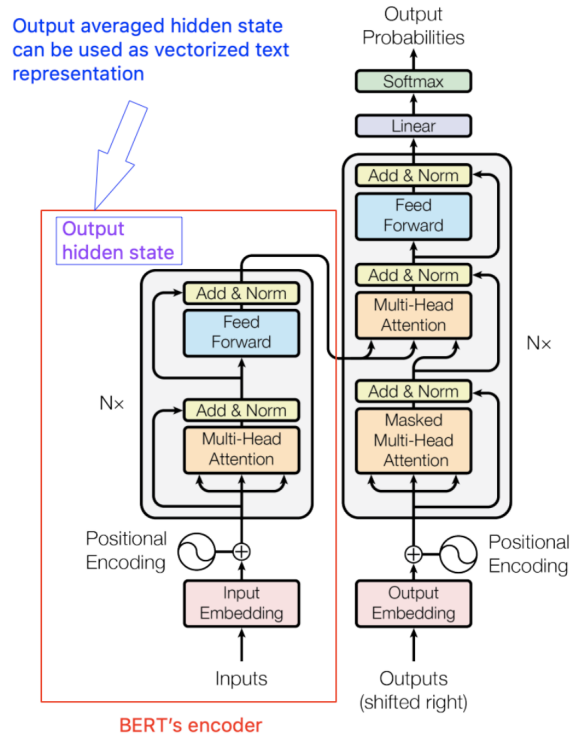 Output averaged hidden state
can be used as vectorized text
representation
Output
hidden state
Add & Norm
Feed
Forward
Nx
Add & Norm
Multi-Head
Attention
Positional
Encoding
Input
Embedding
Inputs
BERT's encoder
Output
Probabilities
Softmax
Linear
Add & Norm
Feed
Forward
Add & Norm
Multi-Head
Attention
Nx
Add & Norm
Masked
Multi-Head
Attention
Positional
Encoding
Output
Embedding
Outputs
(shifted right)